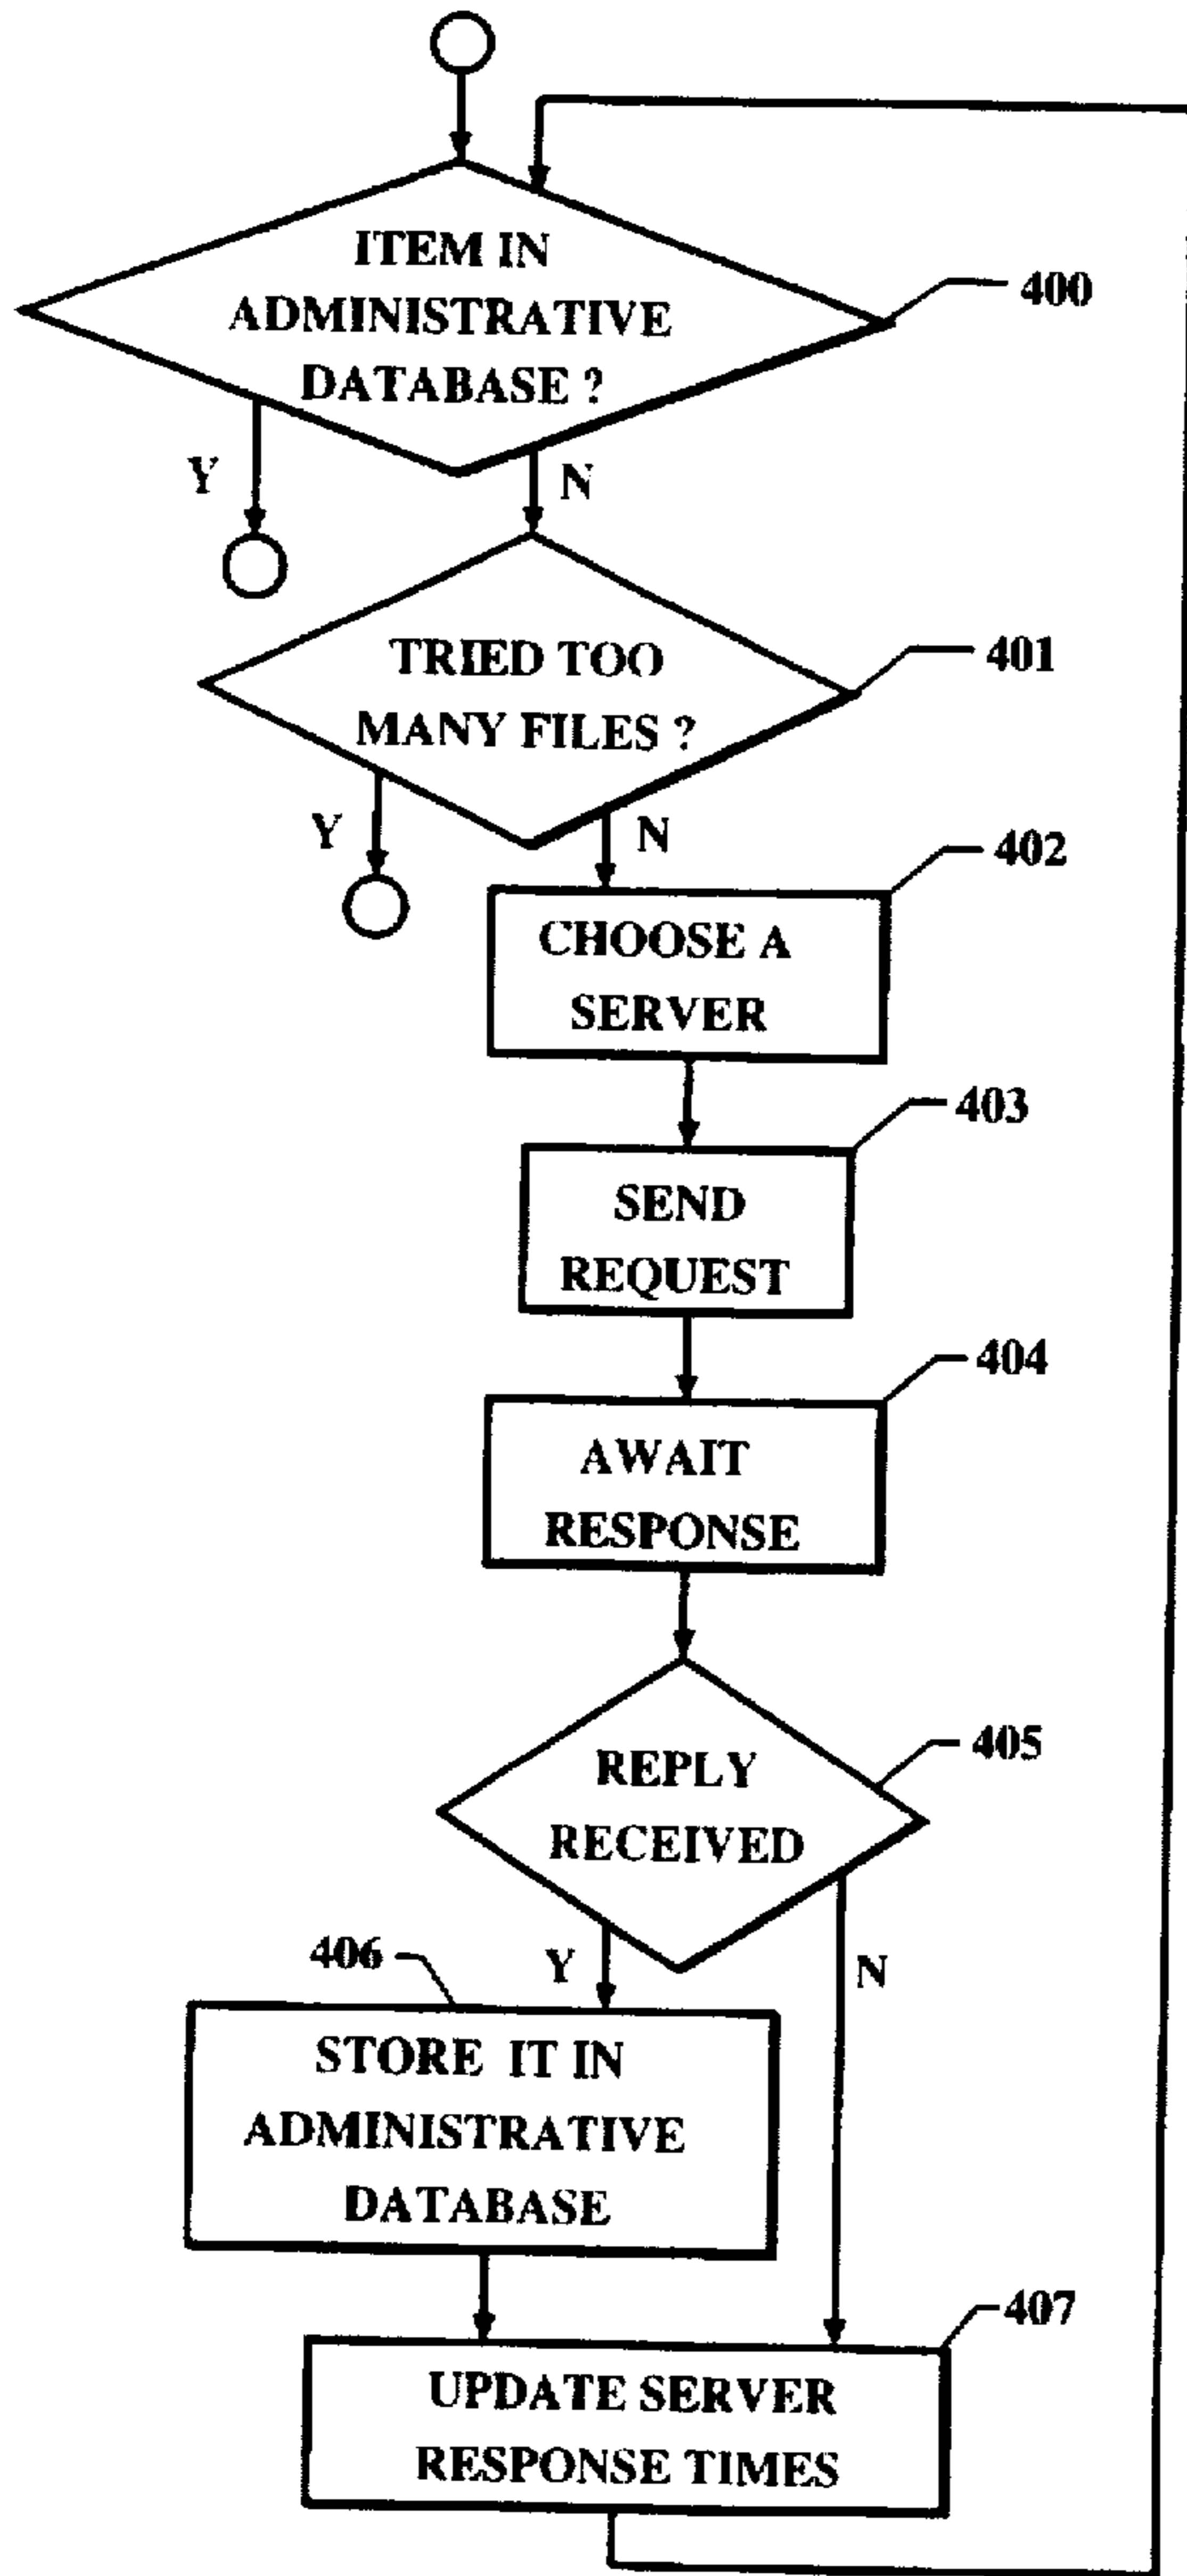 ITEM IN
ADMINISTRATIVE
DATABASE ?
400
Y
N
TRIED TOO
MANY FILES ?
401
Y
N
402
CHOOSE A
SERVER
403
SEND
REQUEST
404
AWAIT
RESPONSE
405
REPLY
RECEIVED
406
Y
N
STORE IT IN
ADMINISTRATIVE
DATABASE
407
UPDATE SERVER
RESPONSE TIMES